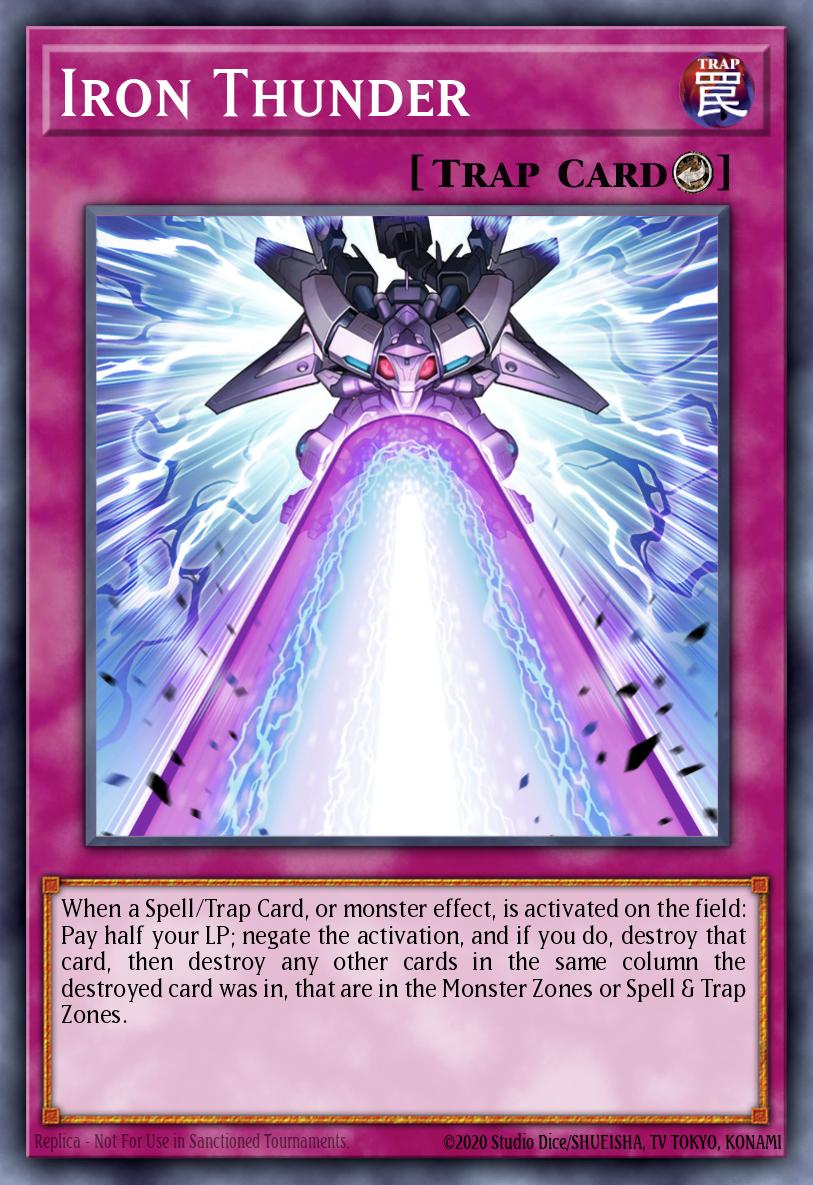 Iron Thunder
TRAP
罠
[ Trap Card ]
When a Spell/Trap Card, or monster effect, is activated on the field:
Pay half your LP; negate the activation, and if you do, destroy that
card, then destroy any other cards in the same column the
destroyed card was in, that are in the Monster Zones or Spell & Trap
Zones.
Replica - Not For Use in Sanctioned Tournaments.
©2020 Studio Dice/SHUEISHA, TV TOKYO, KONAMI